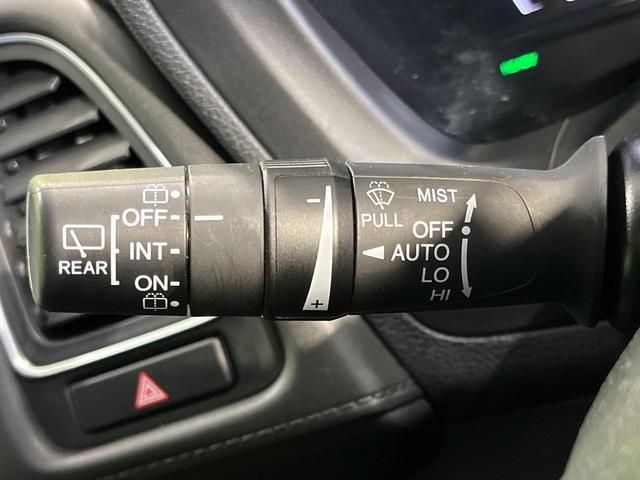 OFF
INT
ON
REAR
-
+
PULL
MIST
OFF
AUTO
LO
HI